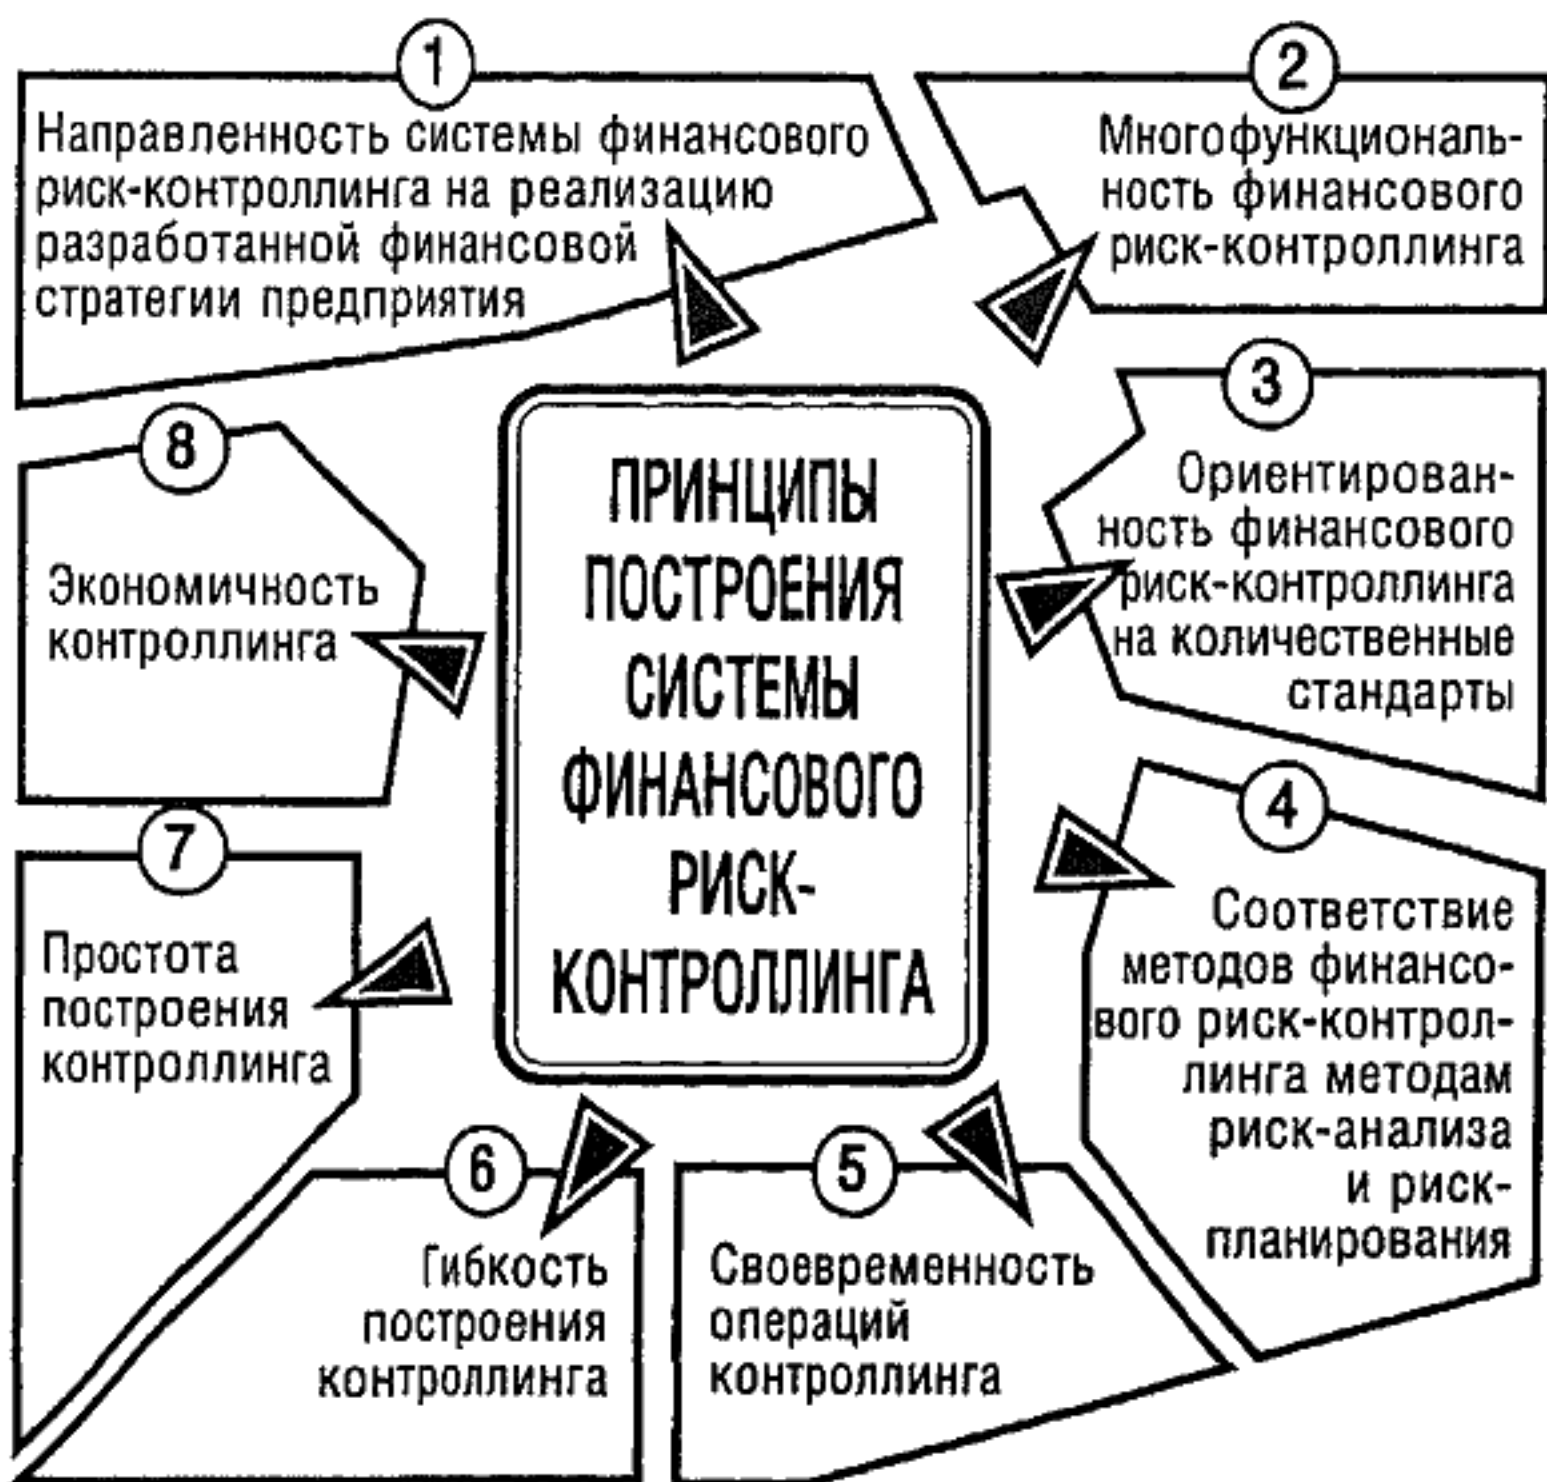 1
Направленность системы финансового
риск-контроллинга на реализацию
разработанной финансовой
стратегии предприятия
2
Многофункциональ-
ность финансового
риск-контроллинга
3
Ориентирован-
ность финансового
риск-контроллинга
на количественные
стандарты
4
Соответствие
методов финансо-
вого риск-контрол-
линга методам
риск-анализа
и риск-
планирования
5
Своевременность
операций
контроллинга
6
Гибкость
построения
контроллинга
7
Простота
построения
контроллинга
8
Экономичность
контроллинга
ПРИНЦИПЫ
ПОСТРОЕНИЯ
СИСТЕМЫ
ФИНАНСОВОГО
РИСК-
КОНТРОЛЛИНГА